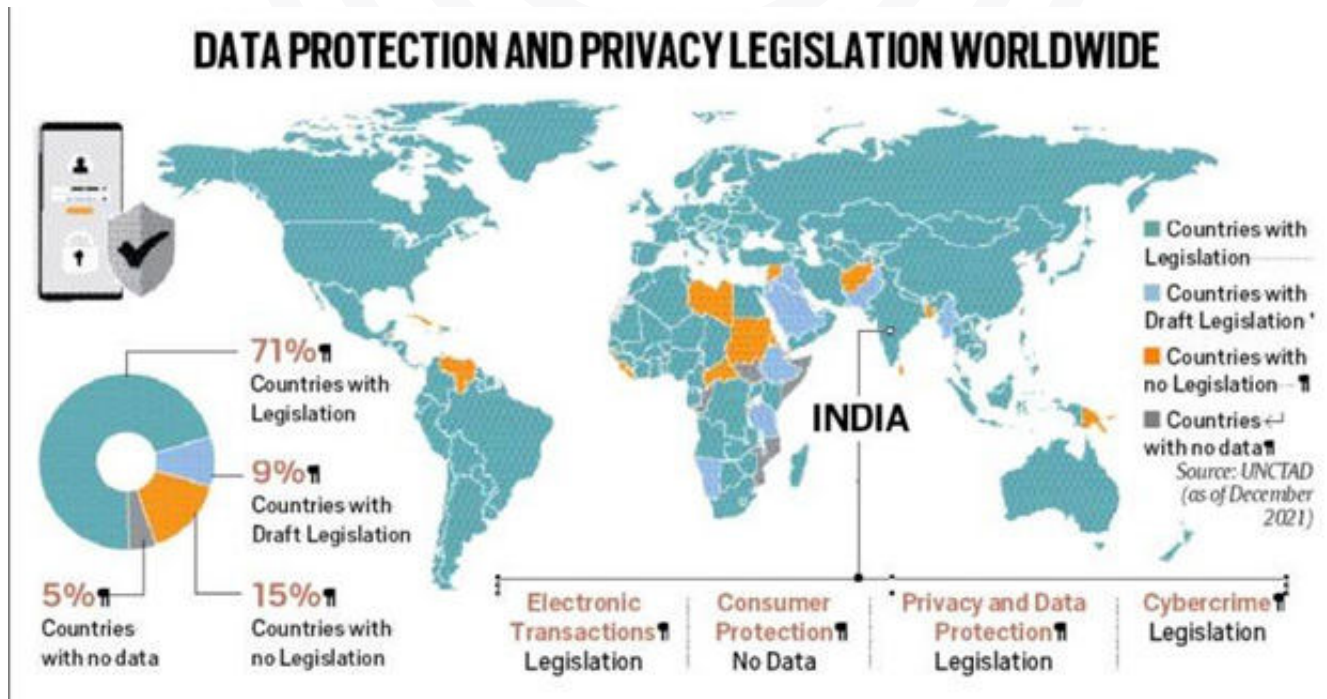 DATA PROTECTION AND PRIVACY LEGISLATION WORLDWIDE
71%¶
Countries with
Legislation
9%¶
Countries with
Draft Legislation
15%¶
Countries with
no Legislation
5%¶
Countries
with no data
Countries with
Legislation
Countries with
Draft Legislation '
Countries with
no Legislation ¶
Countries ↵
with no data¶
Source: UNCTAD
(as of December
2021)
INDIA
Electronic
Transactions¶
Legislation
Consumer
Protection¶
No Data
Privacy and Data
Protection¶
Legislation
Cybercrime¶
Legislation